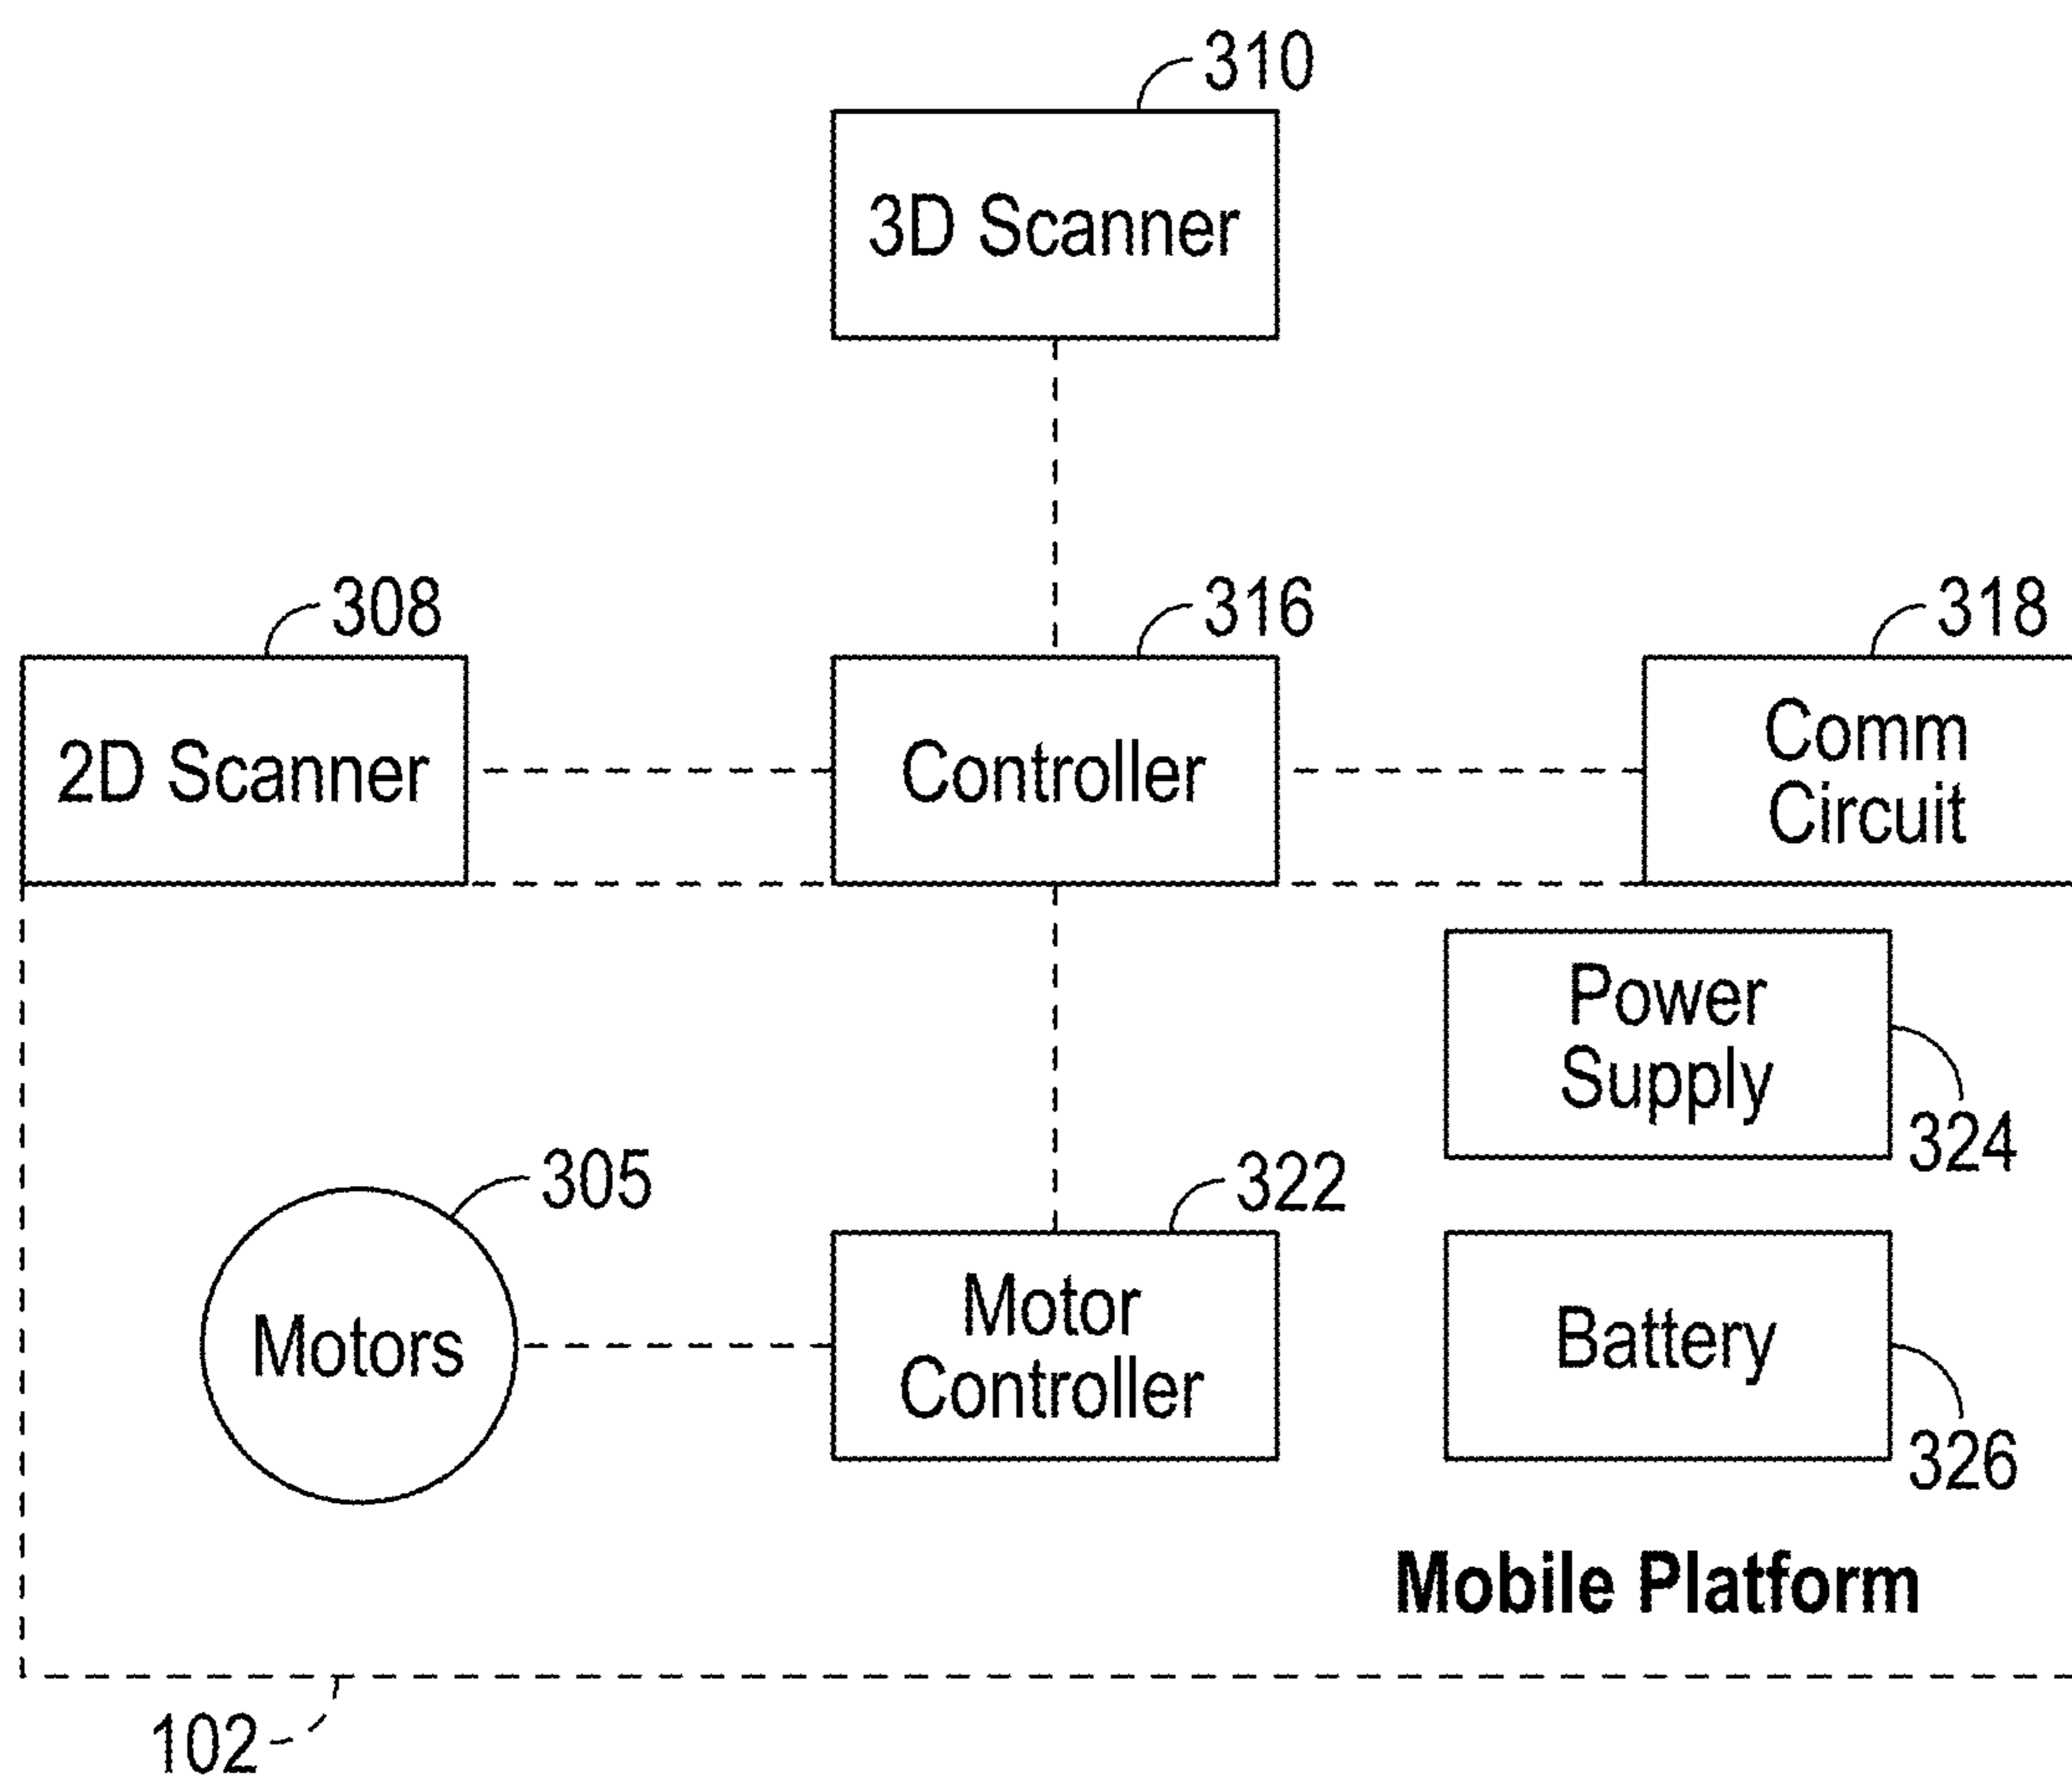 310
3D Scanner
308
316
318
2D Scanner
Controller
Comm
Circuit
Power
Supply
324
305
322
Motors
Motor
Controller
Battery
326
Mobile Platform
102